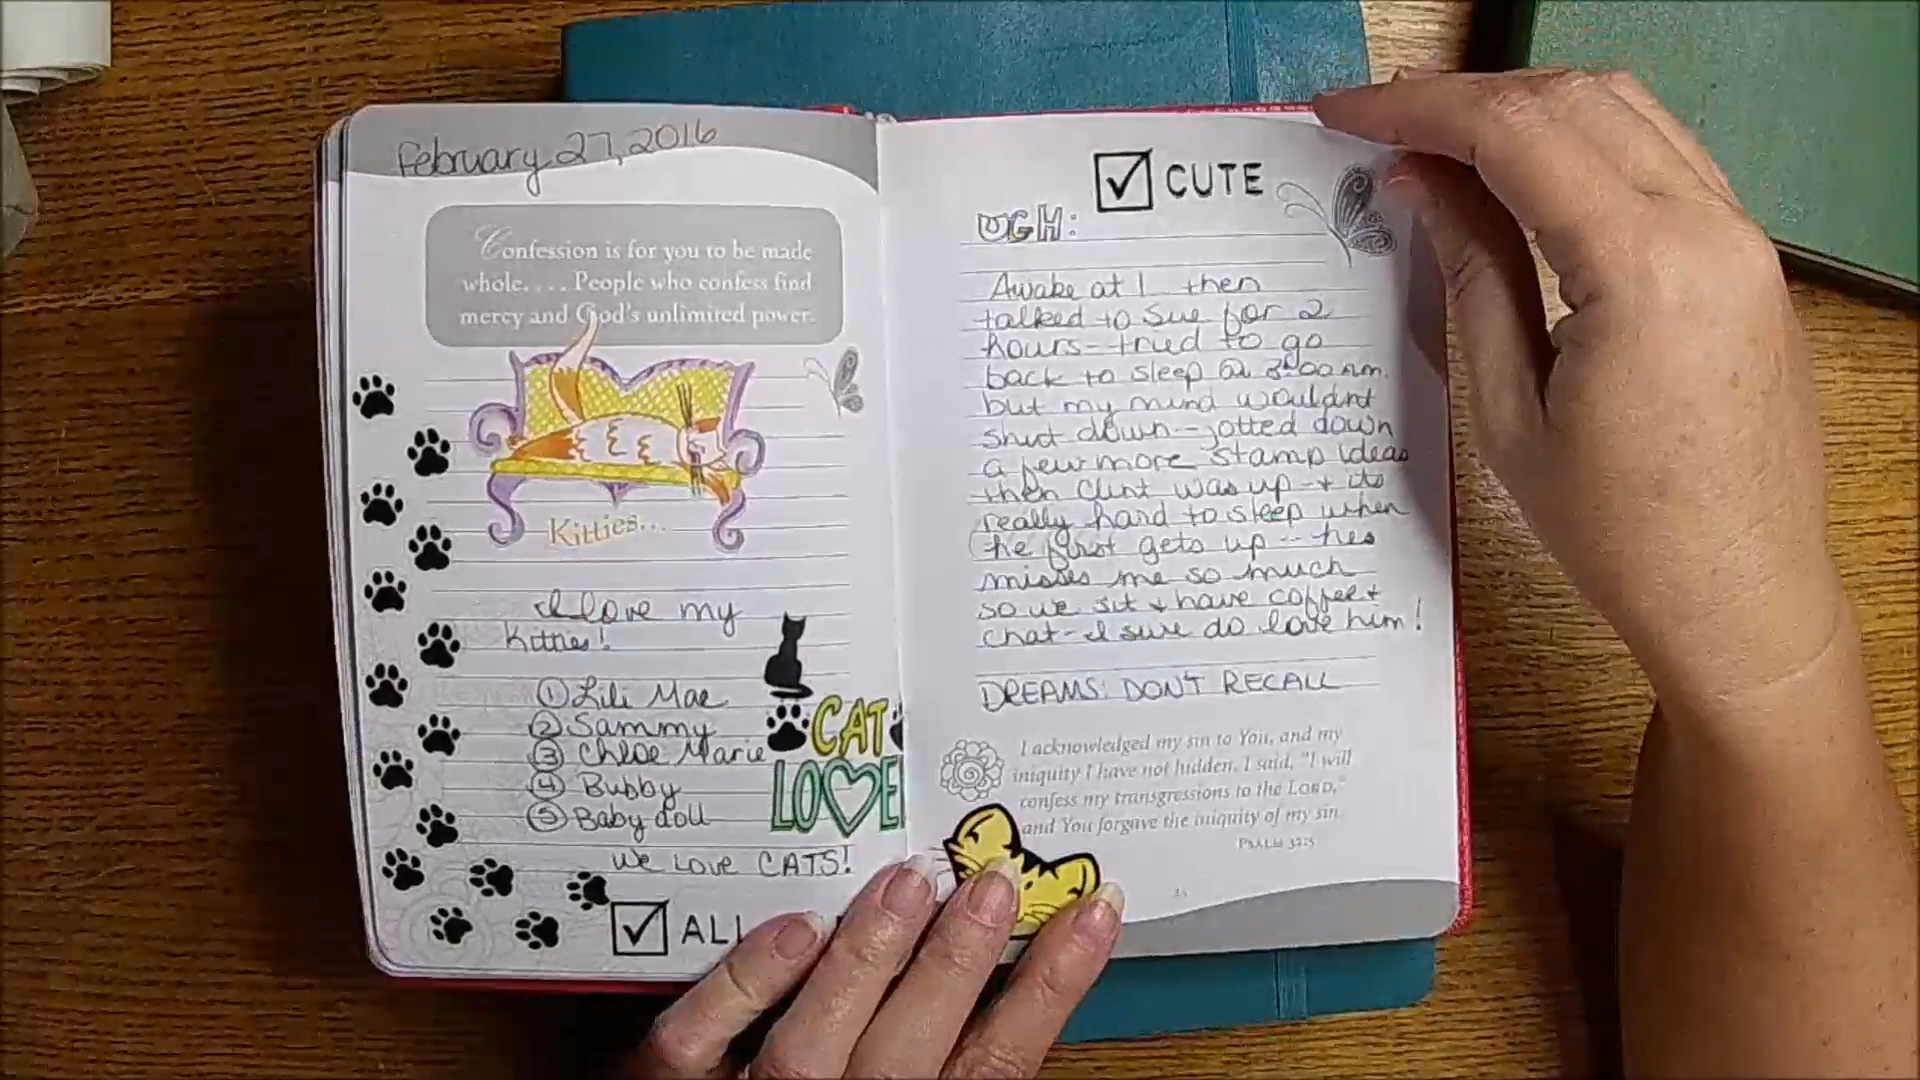 February 27, 2016
Confession is for you to be made
whole. . . . People who confess find
mercy and God's unlimited power.
Kitties...
I love my
Kitties!
① Lili Mae
② Sammy
③ Chloe Marie
④ Bubby
⑤ Baby doll
We Love CATS!
CAT
LOVE
ALL
CUTE
UGH:
Awake at 1 then
talked to Sue for 2
hours - tried to go
back to sleep @ 3:00 am
but my mind wouldnt
shut down -- jotted down
a few more stamp ideas
then Clint was up - + its
really hard to sleep when
he first gets up -- hes
misses me so much
so we sit + have coffee +
chat - I sure do love him!
DREAMS: DON'T RECALL
I acknowledged my sin to You, and my
iniquity I have not hidden. I said, "I will
confess my transgressions to the LORD,"
and You forgave the iniquity of my sin.
PSALM 32:5